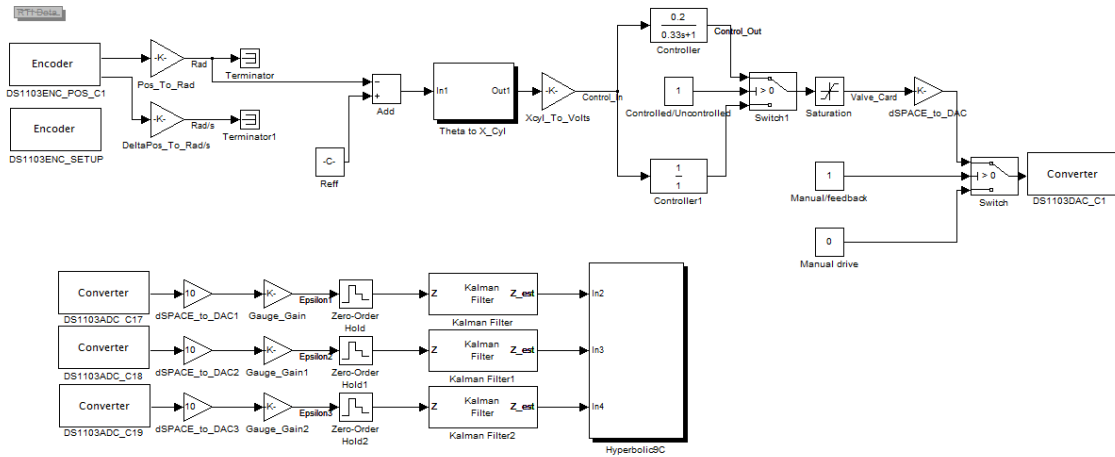 RTI Data
Encoder
DS1103ENC_POS_C1
Encoder
DS1103ENC_SETUP
-K-
Pos_To_Rad
Rad
Terminator
-K-
DeltaPos_To_Rad/s
Rad/s
Terminator1
-C-
Reff
Add
In1
Out1
Theta to X_Cyl
-K-
Xcyl_To_Volts
Control_In
0.2
0.33s+1
Controller
Control_Out
1
Controlled/Uncontrolled
1
1
Controller1
> 0
Switch1
Saturation
Valve_Card
-K-
dSPACE_to_DAC
1
Manual/feedback
0
Manual drive
> 0
Switch
Converter
DS1103DAC_C1
Converter
DS1103ADC_C17
10
dSPACE_to_DAC1
-K-
Gauge_Gain
Epsilon1
Zero-Order
Hold
Z
Kalman
Filter
Z_est
Kalman Filter
In2
Converter
DS1103ADC_C18
10
dSPACE_to_DAC2
-K-
Gauge_Gain1
Epsilon2
Zero-Order
Hold1
Z
Kalman
Filter
Z_est
Kalman Filter1
In3
Converter
DS1103ADC_C19
10
dSPACE_to_DAC3
-K-
Gauge_Gain2
Epsilon3
Zero-Order
Hold2
Z
Kalman
Filter
Z_est
Kalman Filter2
In4
Hyperbolic9C